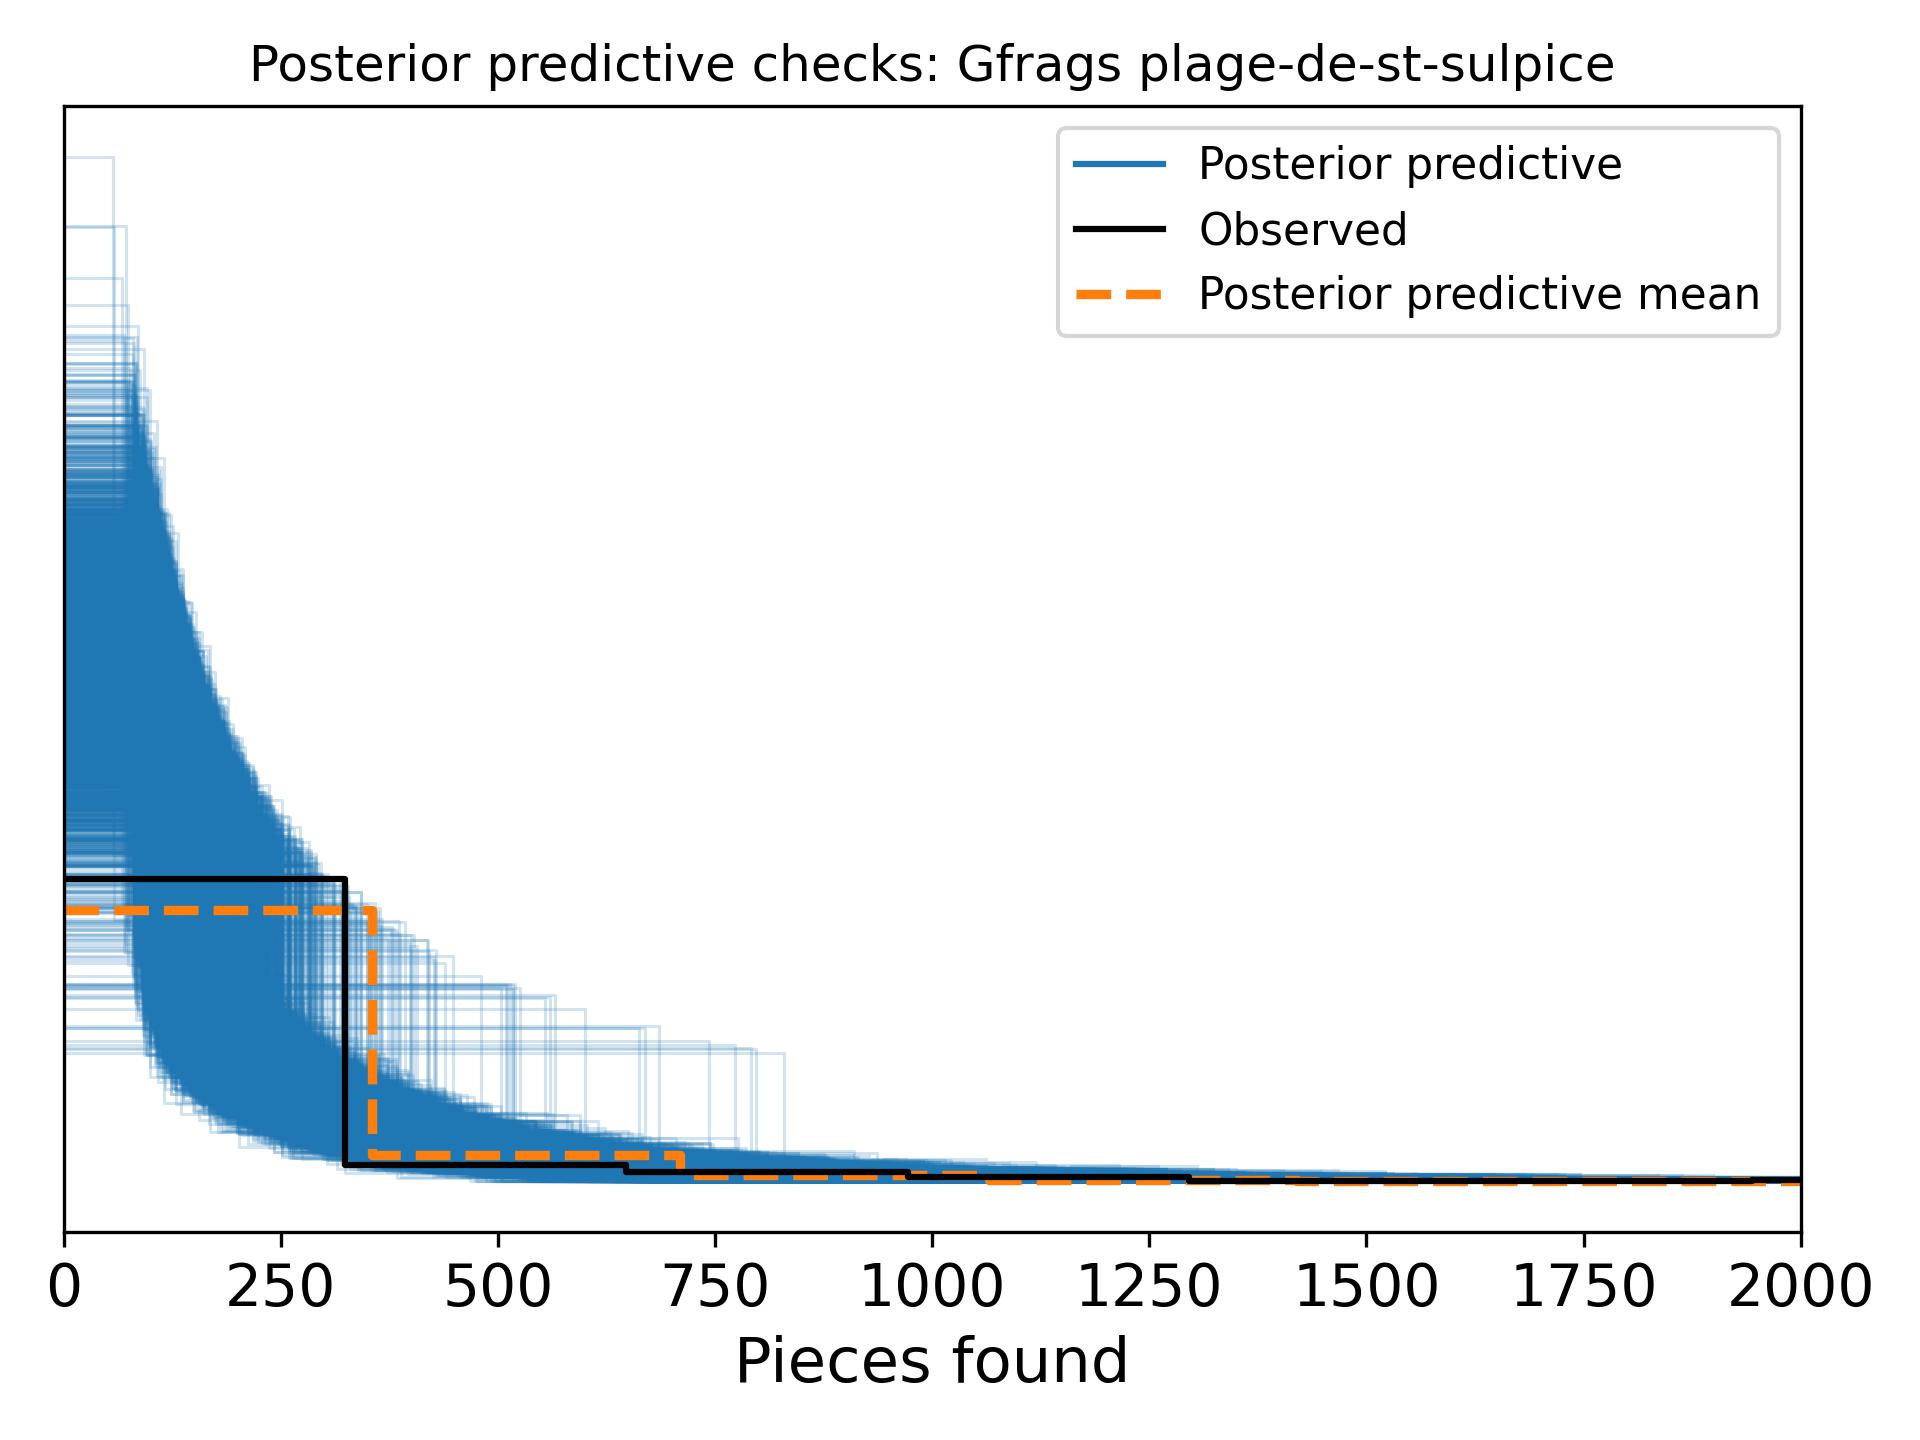 Posterior predictive checks: Gfrags plage-de-st-sulpice
Posterior predictive
Observed
Posterior predictive mean
0 250 500 750 1000 1250 1500 1750 2000
Pieces found